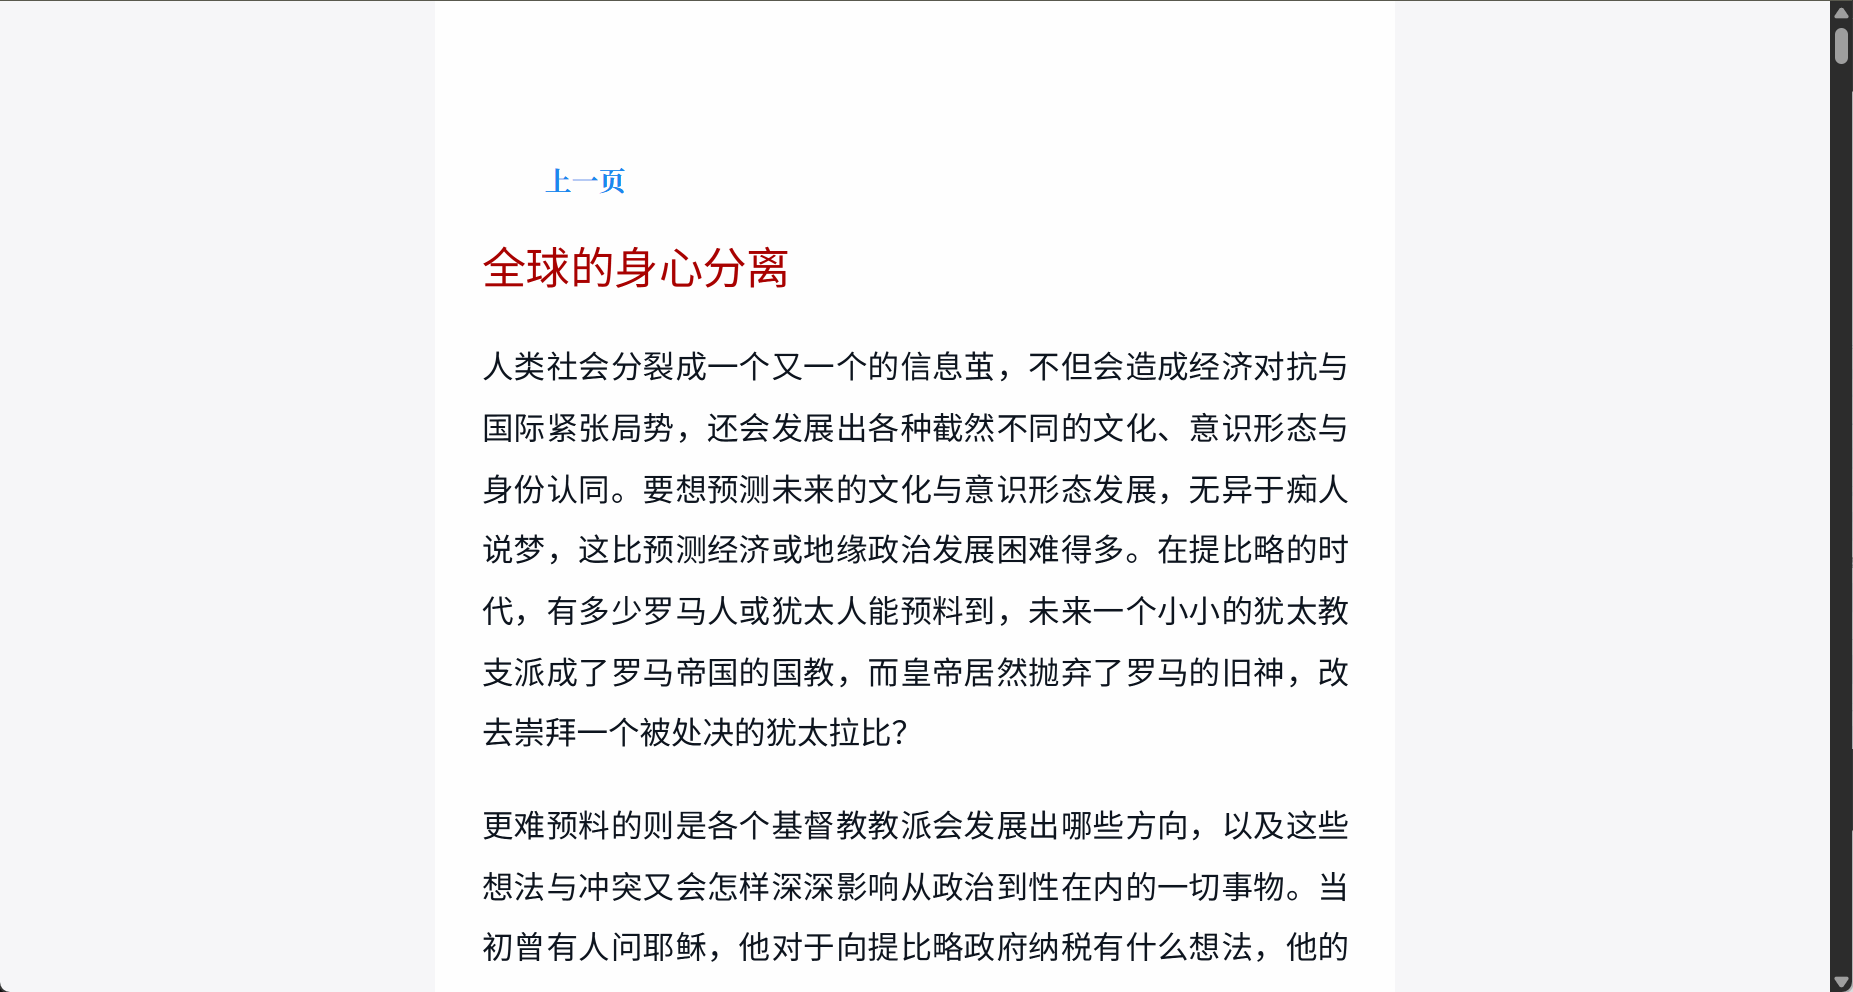 上一页
全球的身心分离
人类社会分裂成一个又一个的信息茧，不但会造成经济对抗与
国际紧张局势，还会发展出各种截然不同的文化、意识形态与
身份认同。要想预测未来的文化与意识形态发展，无异于痴人
说梦，这比预测经济或地缘政治发展困难得多。在提比略的时
代，有多少罗马人或犹太人能预料到，未来一个小小的犹太教
支派成了罗马帝国的国教，而皇帝居然抛弃了罗马的旧神，改
去崇拜一个被处决的犹太拉比？
更难预料的则是各个基督教教派会发展出哪些方向，以及这些
想法与冲突又会怎样深深影响从政治到性在内的一切事物。当
初曾有人问耶稣，他对于向提比略政府纳税有什么想法，他的